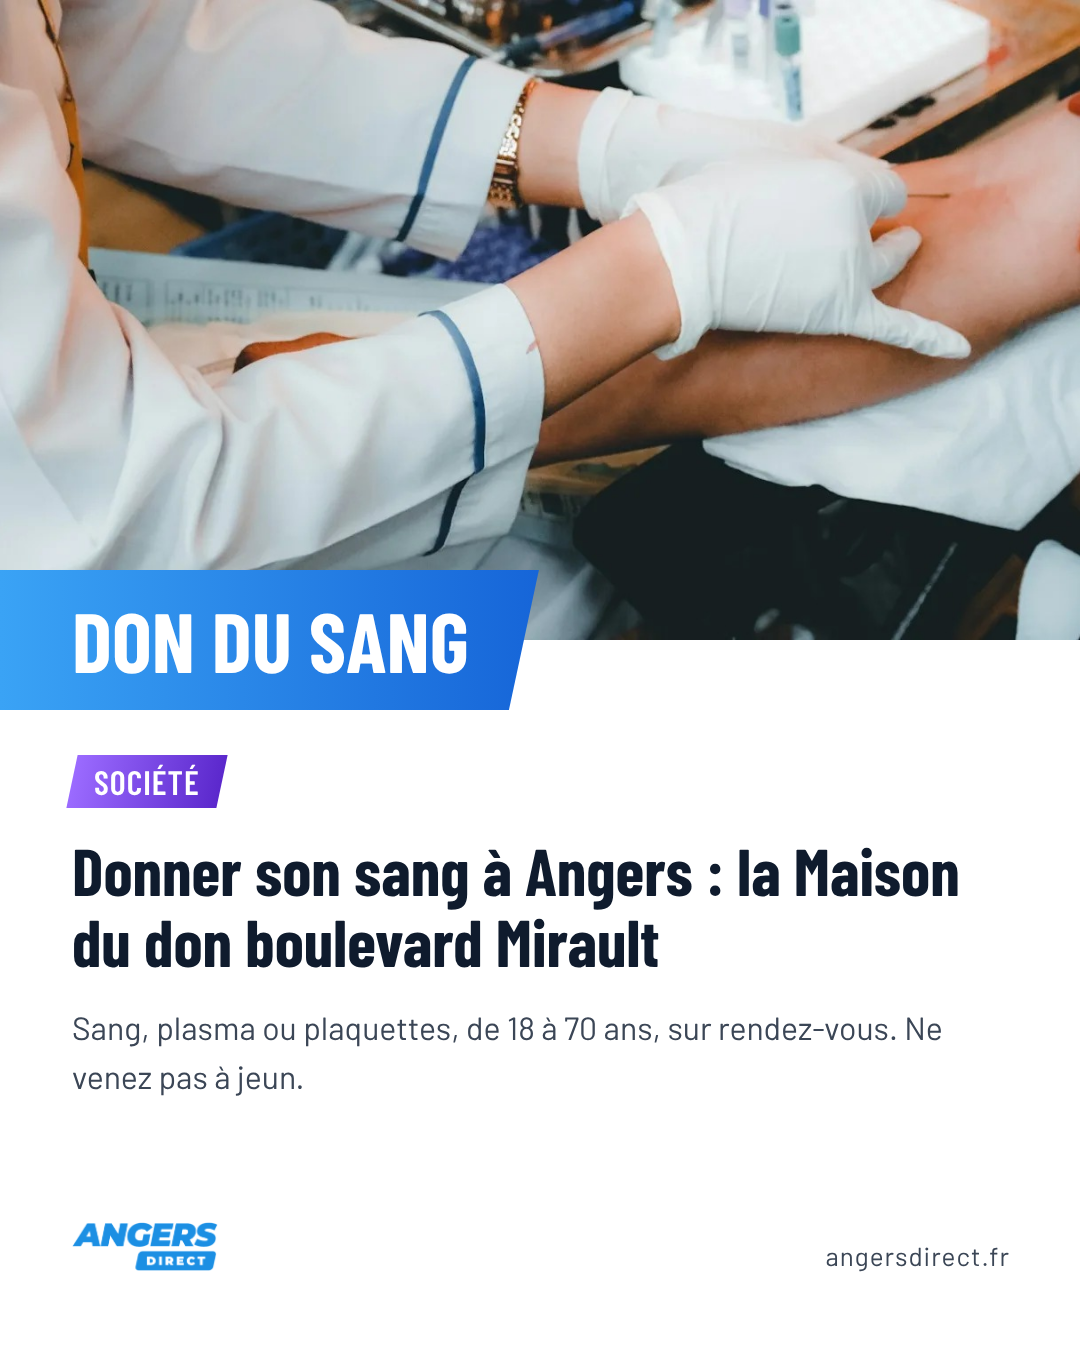 DON DU SANG
SOCIÉTÉ
Donner son sang à Angers : la Maison
du don boulevard Mirault
Sang, plasma ou plaquettes, de 18 à 70 ans, sur rendez-vous. Ne
venez pas à jeun.
ANGERS
DIRECT
angersdirect.fr